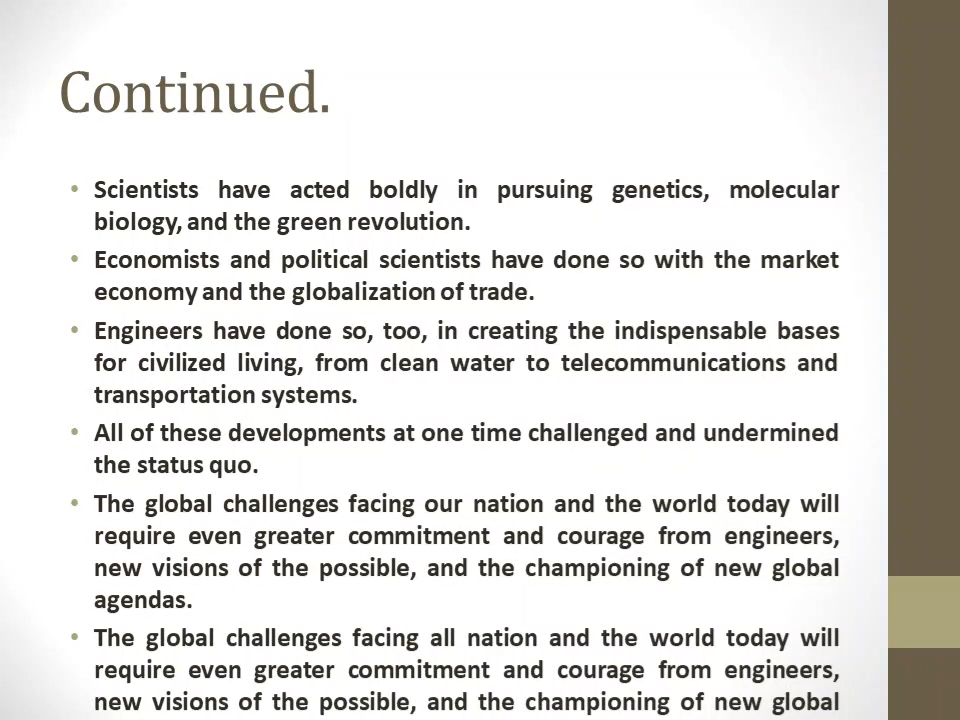 Continued.
• Scientists have acted boldly in pursuing genetics, molecular
biology, and the green revolution.
• Economists and political scientists have done so with the market
economy and the globalization of trade.
• Engineers have done so, too, in creating the indispensable bases
for civilized living, from clean water to telecommunications and
transportation systems.
• All of these developments at one time challenged and undermined
the status quo.
• The global challenges facing our nation and the world today will
require even greater commitment and courage from engineers,
new visions of the possible, and the championing of new global
agendas.
• The global challenges facing all nation and the world today will
require even greater commitment and courage from engineers,
new visions of the possible, and the championing of new global